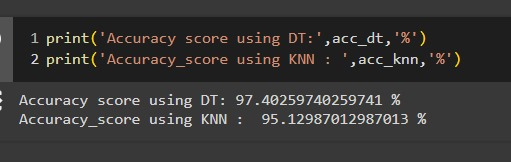 1 print('Accuracy score using DT:',acc_dt,'%')
2 print('Accuracy_score using KNN : ',acc_knn,'%')
Accuracy score using DT: 97.40259740259741 %
Accuracy_score using KNN :  95.12987012987013 %